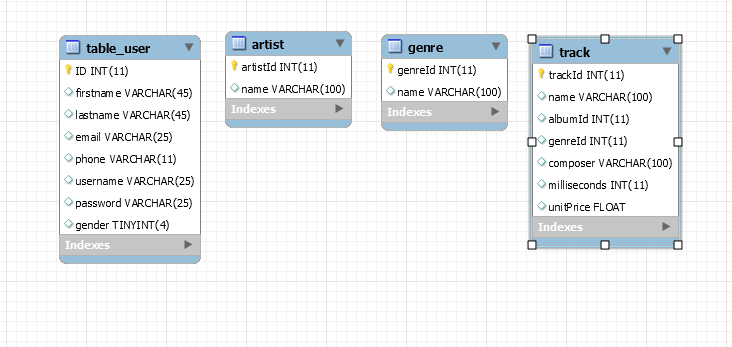 table_user
ID INT(11)
firstname VARCHAR(45)
lastname VARCHAR(45)
email VARCHAR(25)
phone VARCHAR(11)
username VARCHAR(25)
password VARCHAR(25)
gender TINYINT(4)
Indexes
artist
artistId INT(11)
name VARCHAR(100)
Indexes
genre
genreId INT(11)
name VARCHAR(100)
Indexes
track
trackId INT(11)
name VARCHAR(100)
albumId INT(11)
genreId INT(11)
composer VARCHAR(100)
milliseconds INT(11)
unitPrice FLOAT
Indexes